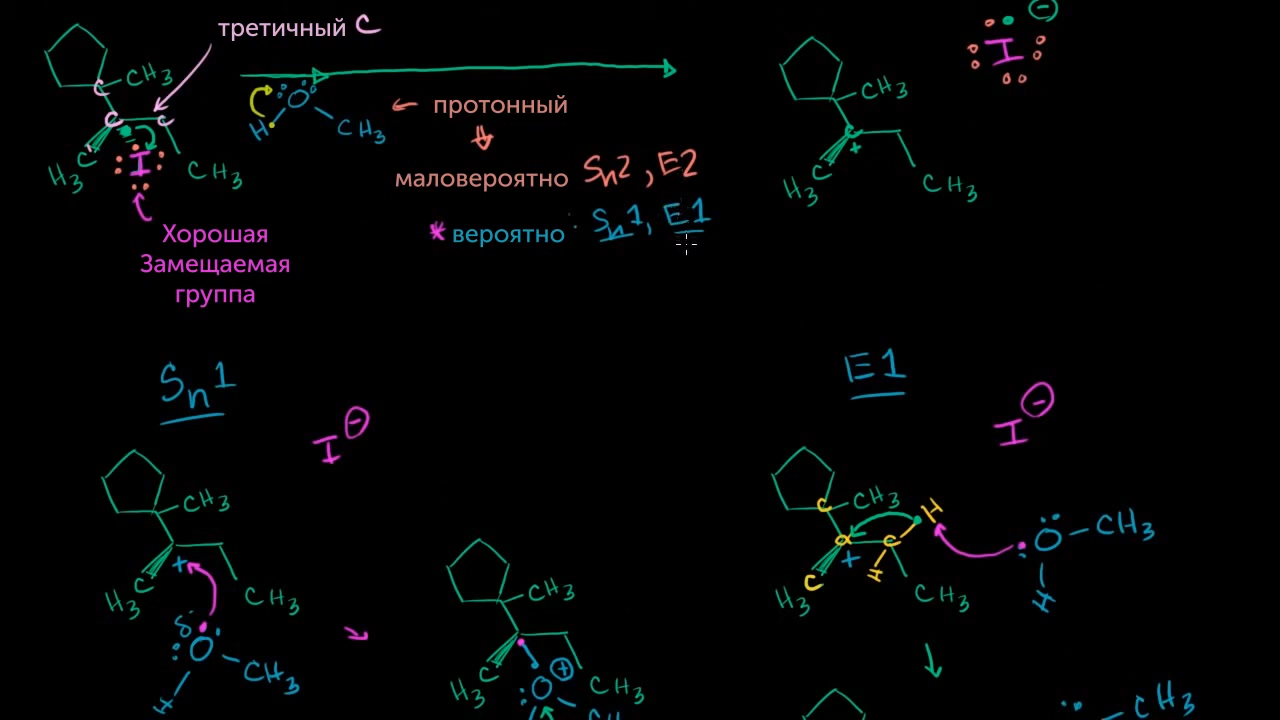 третичный C
CH3
C
C C
H3C
I
CH3
Хорошая
Замещаемая
группа
H O CH3
← протонный
⇓
маловероятно Sn2, E2
* вероятно : Sn1, E1
I ⊖
CH3
C
+
H3C
CH3
Sn1
I ⊖
CH3
+
H3C
CH3
δ-
O
H
CH3
CH3
H3C
O ⊕
CH3
CH3
E1
I ⊖
C CH3 H
α C
+ H
H3C
CH3
O – CH3
H
CH3